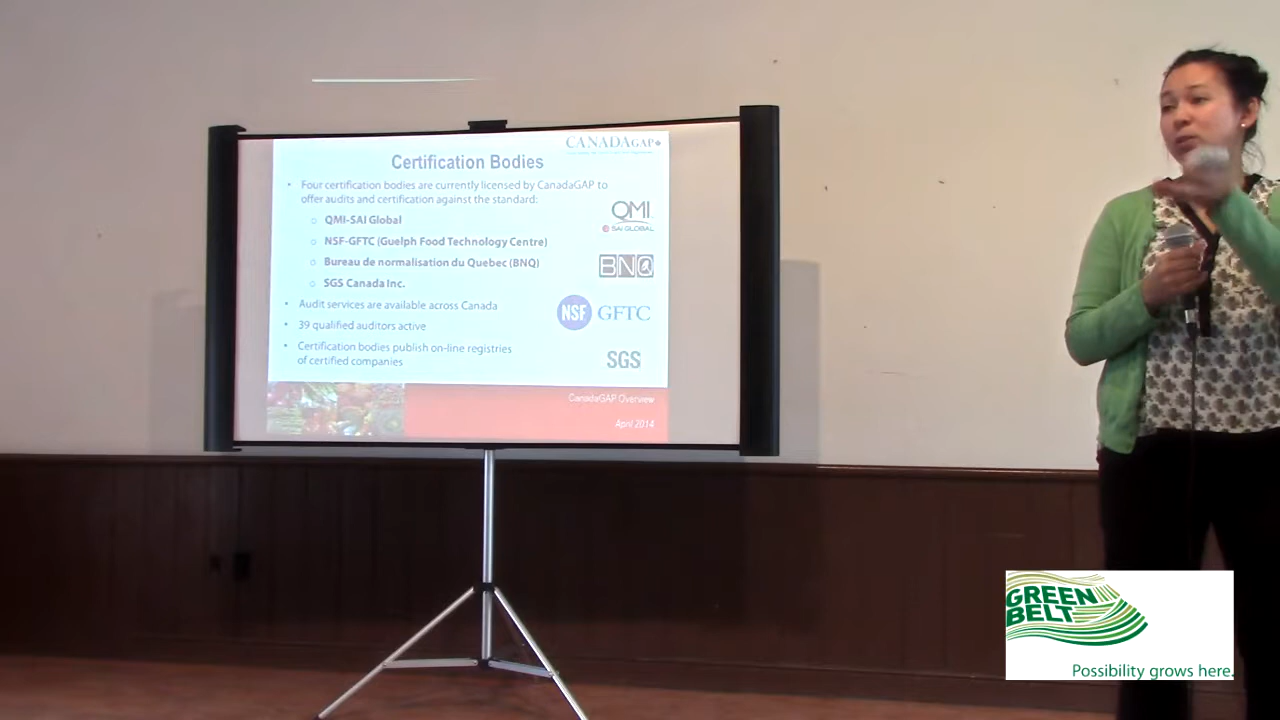 CANADAGAP
Certification Bodies
• Four certification bodies are currently licensed by CanadaGAP to
offer audits and certification against the standard:
○ QMI-SAI Global
○ NSF-GFTC (Guelph Food Technology Centre)
○ Bureau de normalisation du Quebec (BNQ)
○ SGS Canada Inc.
• Audit services are available across Canada
• 39 qualified auditors active
• Certification bodies publish on-line registries
of certified companies
QMI
SAI GLOBAL
BNQ
NSF GFTC
SGS
CanadaGAP Overview
April 2014
GREEN
BELT
Possibility grows here.